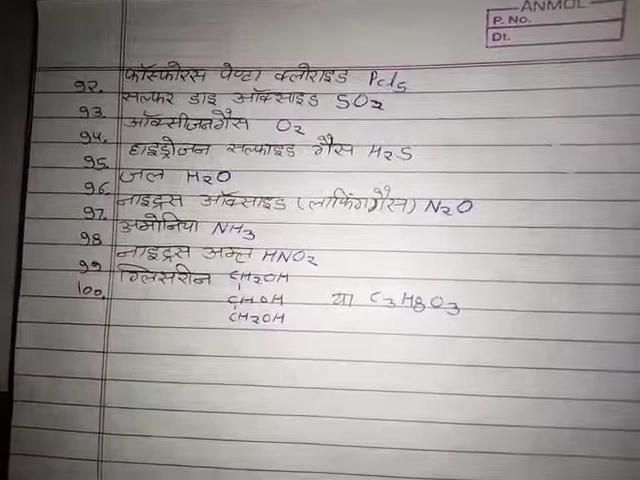 ANMOL
P. No.
Dt.
92. फॉस्फोरस पेण्टा क्लोराइड PCl5
93. सल्फर डाइ ऑक्साइड SO2
94. ऑक्सीजन गैस O2
95. हाइड्रोजन सल्फाइड गैस H2S
96. जल H2O
97. नाइट्रस ऑक्साइड (लाफिंग गैस) N2O
98 अमोनिया NH3
99 नाइट्रस अम्ल HNO2
100. ग्लिसरीन CH2OH
CHOH या C3H8O3
CH2OH